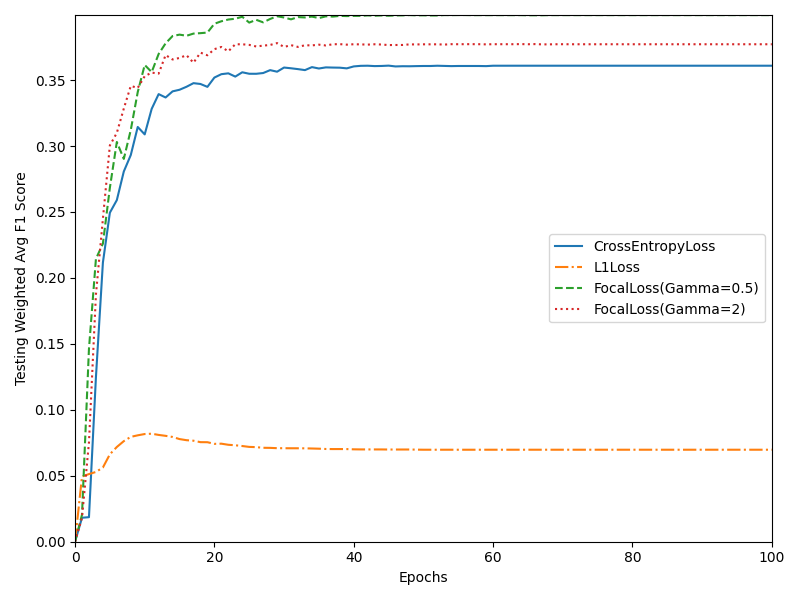 Testing Weighted Avg F1 Score
0.35
0.30
0.25
0.20
0.15
0.10
0.05
0.00
CrossEntropyLoss
L1Loss
FocalLoss(Gamma=0.5)
FocalLoss(Gamma=2)
0 20 40 60 80 100
Epochs